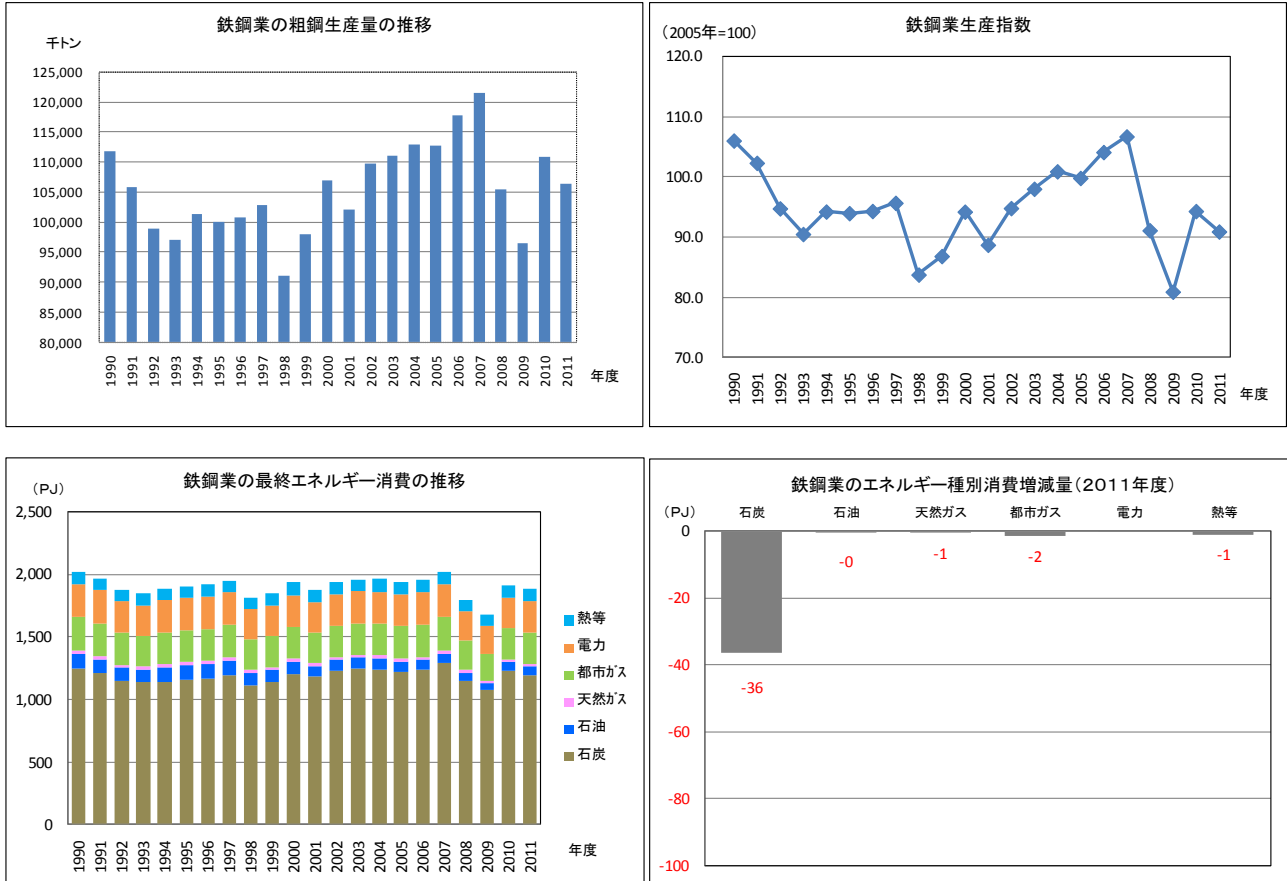 鉄鋼業の粗鋼生産量の推移
千トン
125,000
120,000
115,000
110,000
105,000
100,000
95,000
90,000
85,000
80,000
1990 1991 1992 1993 1994 1995 1996 1997 1998 1999 2000 2001 2002 2003 2004 2005 2006 2007 2008 2009 2010 2011
年度
鉄鋼業生産指数
(2005年=100)
120.0
110.0
100.0
90.0
80.0
70.0
1990 1991 1992 1993 1994 1995 1996 1997 1998 1999 2000 2001 2002 2003 2004 2005 2006 2007 2008 2009 2010 2011
年度
鉄鋼業の最終エネルギー消費の推移
(PJ)
2,500
2,000
1,500
1,000
500
0
熱等
電力
都市ガス
天然ガス
石油
石炭
1990 1991 1992 1993 1994 1995 1996 1997 1998 1999 2000 2001 2002 2003 2004 2005 2006 2007 2008 2009 2010 2011
年度
鉄鋼業のエネルギー種別消費増減量(2011年度)
(PJ) 石炭 石油 天然ガス 都市ガス 電力 熱等
0
-20
-40
-60
-80
-100
-36 -0 -1 -2 -1